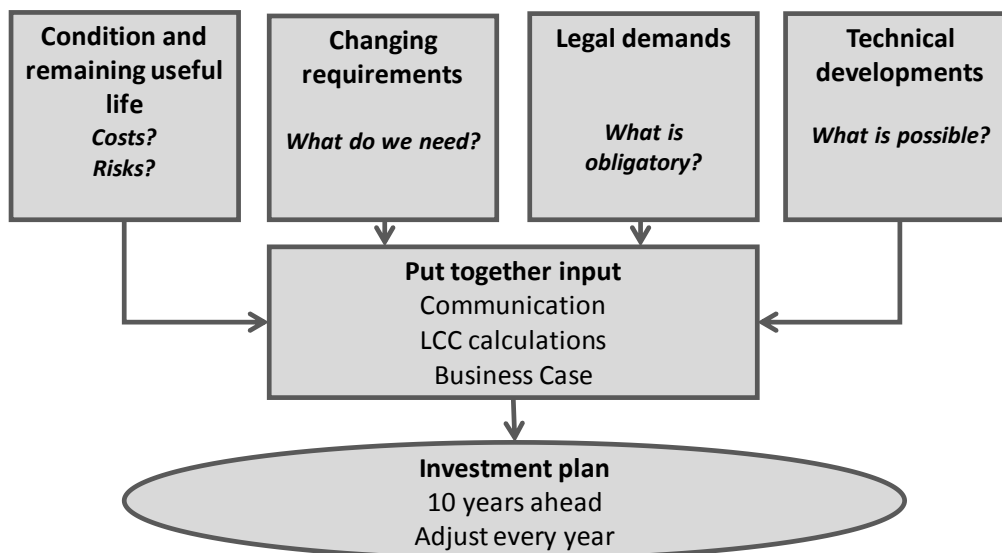 Condition and
remaining useful
life
Costs?
Risks?
Changing
requirements
What do we need?
Legal demands
What is
obligatory?
Technical
developments
What is possible?
Put together input
Communication
LCC calculations
Business Case
Investment plan
10 years ahead
Adjust every year